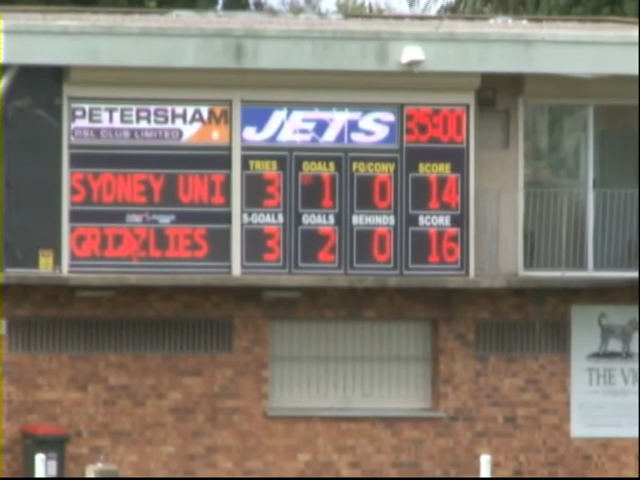 PETERSHAM
RSL CLUB LIMITED
JETS
35:00
TRIES GOALS FG/CONV SCORE
SYDNEY UNI 3 1 0 14
S-GOALS GOALS BEHINDS SCORE
GRIZZLIES 3 2 0 16
THE